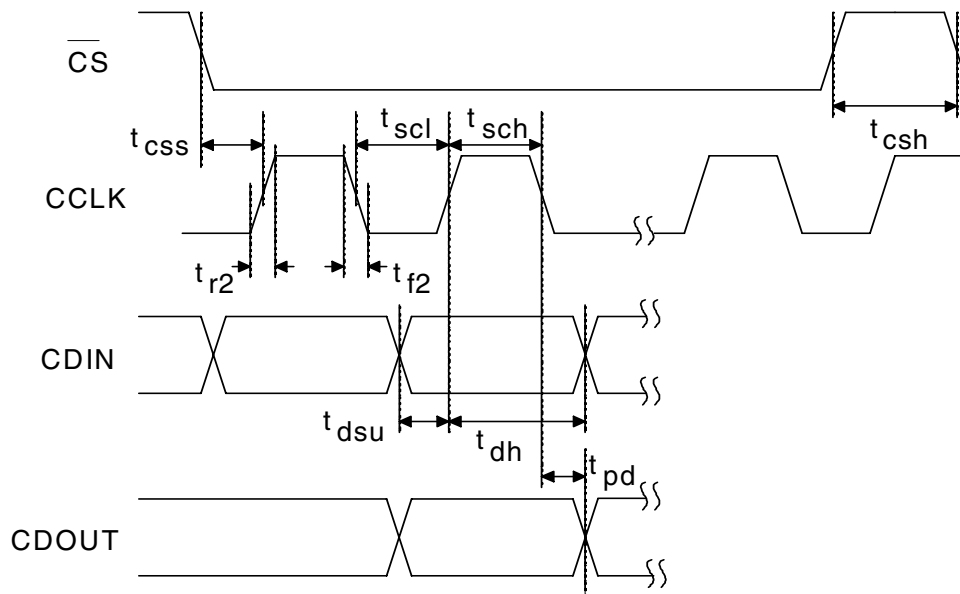 CS
t css
t scl
t sch
t csh
CCLK
t r2
t f2
CDIN
t dsu
t dh
t pd
CDOUT